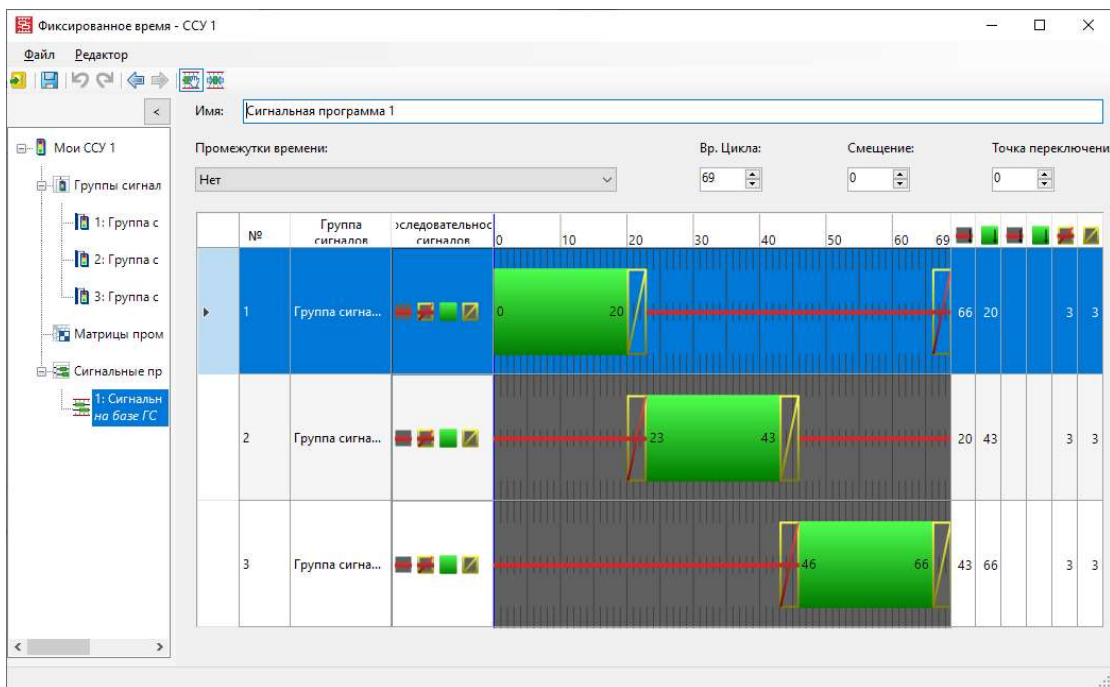 Фиксированное время - ССУ 1
Файл Редактор
<
Имя: Сигнальная программа 1
Мои ССУ 1
Промежутки времени: Вр. Цикла: Смещение: Точка переключени
Группы сигнал
Нет 69 0 0
1: Группа с
№ Группа сигналов оследовательнос сигналов 0 10 20 30 40 50 60 69
2: Группа с
3: Группа с
1 Группа сигна... 0 20 66 20 3 3
Матрицы пром
Сигнальные пр
1: Сигнальн
на базе ГС
2 Группа сигна... 23 43 20 43 3 3
3 Группа сигна... 46 66 43 66 3 3
< >